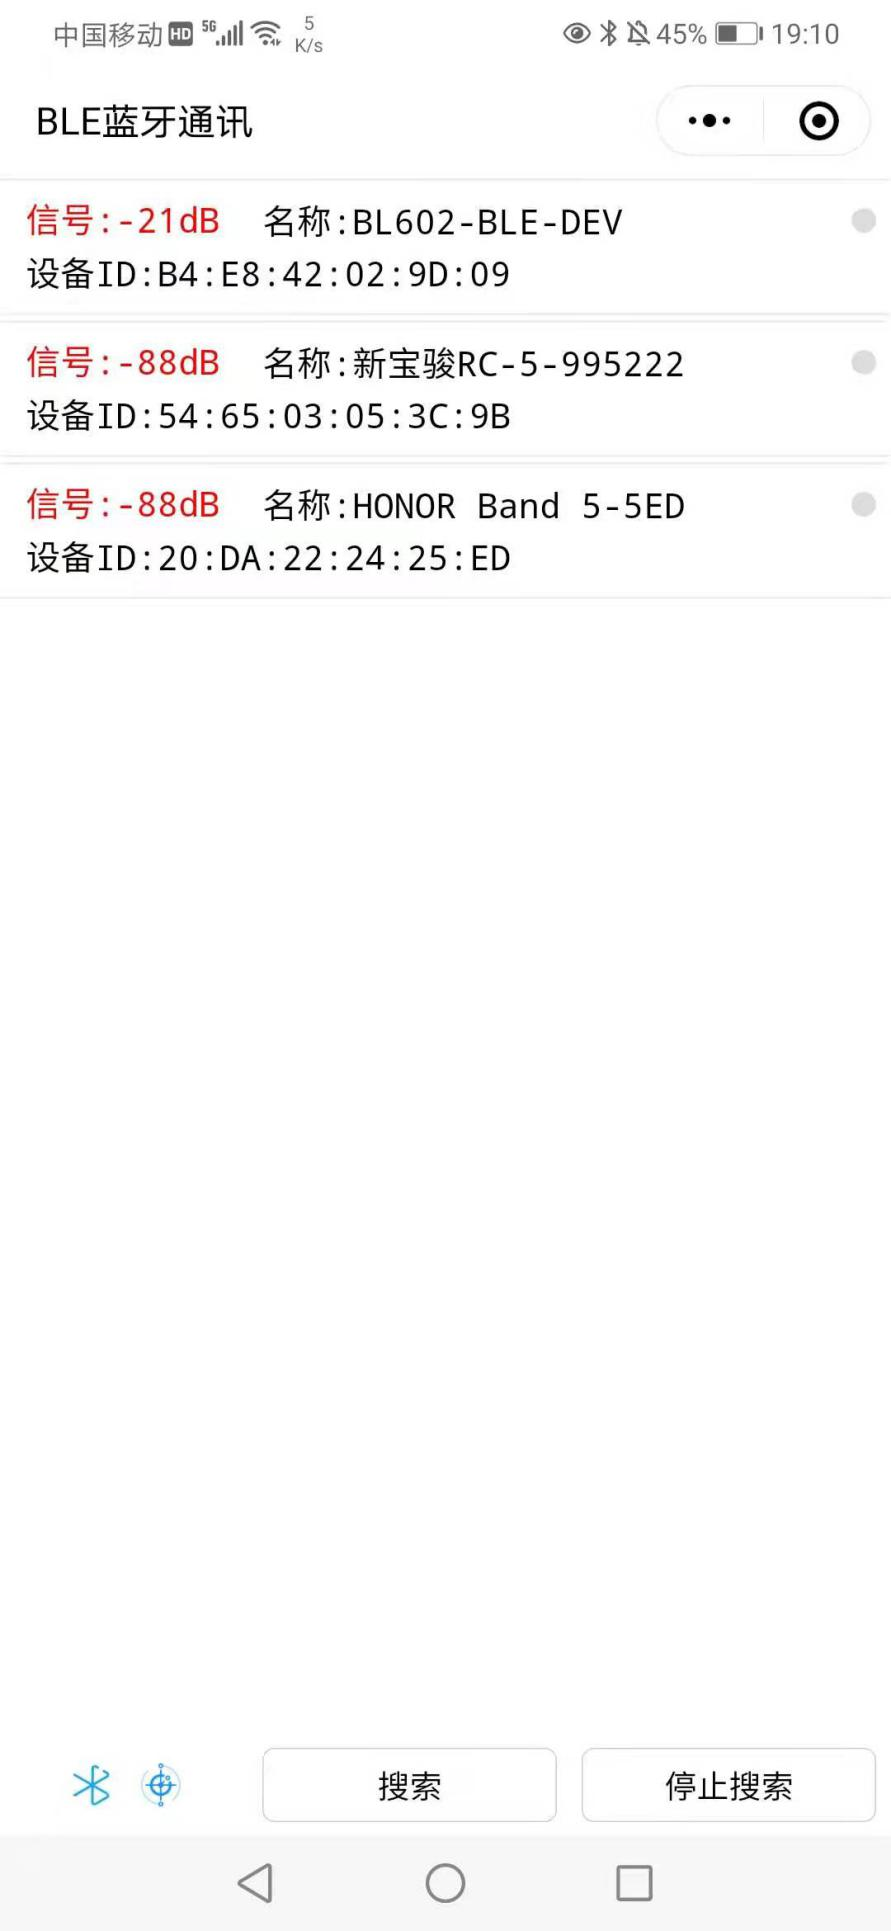 中国移动 HD 5G 5 K/s 45% 19:10
BLE蓝牙通讯
信号:-21dB 名称:BL602-BLE-DEV
设备ID:B4:E8:42:02:9D:09
信号:-88dB 名称:新宝骏RC-5-995222
设备ID:54:65:03:05:3C:9B
信号:-88dB 名称:HONOR Band 5-5ED
设备ID:20:DA:22:24:25:ED
搜索 停止搜索